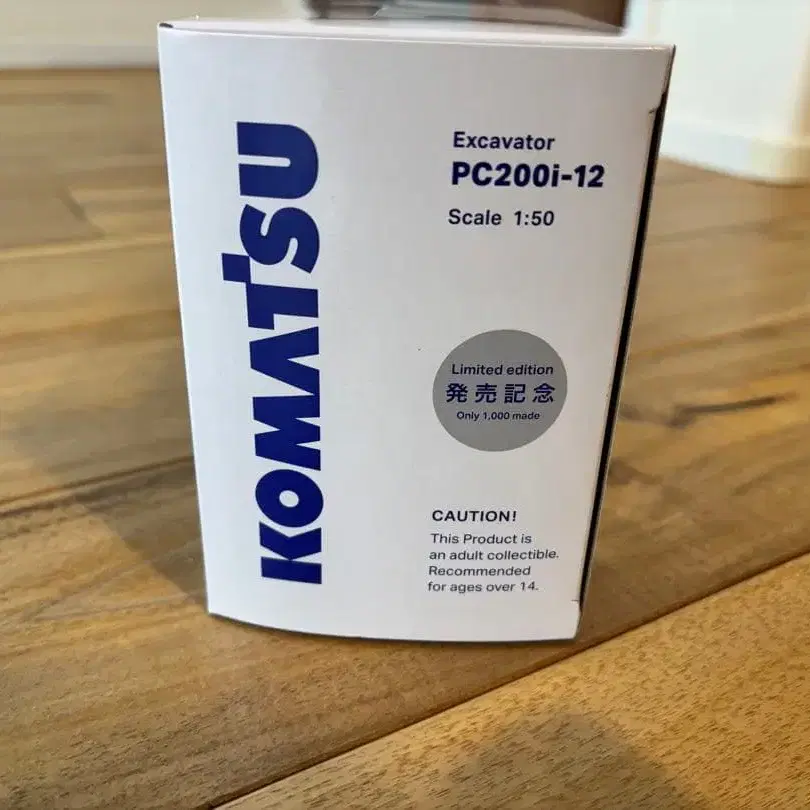 KOMATSU
Excavator
PC200i-12
Scale 1:50
Limited edition
発売記念
Only 1,000 made
CAUTION!
This Product is
an adult collectible.
Recommended
for ages over 14.